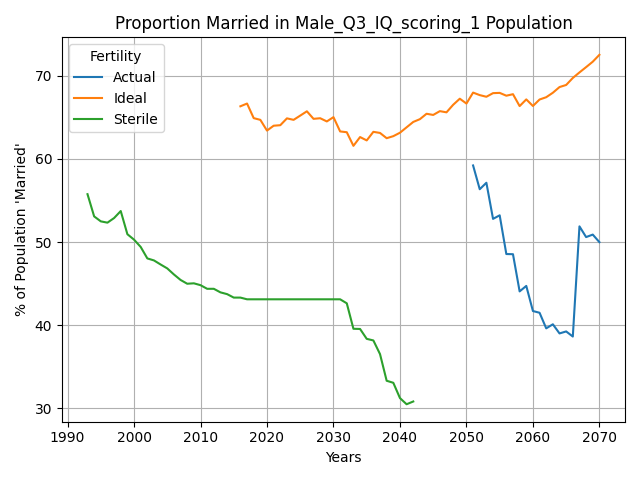 Proportion Married in Male_Q3_IQ_scoring_1 Population
Fertility
Actual
Ideal
Sterile
% of Population 'Married'
70
60
50
40
30
1990
2000
2010
2020
2030
2040
2050
2060
2070
Years